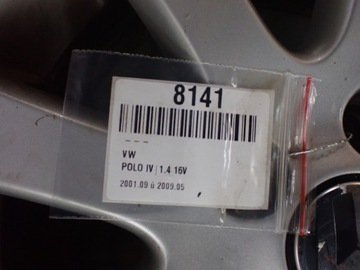 8141
– – –
VW
POLO IV | 1.4 16V
2001.09 ü 2009.05